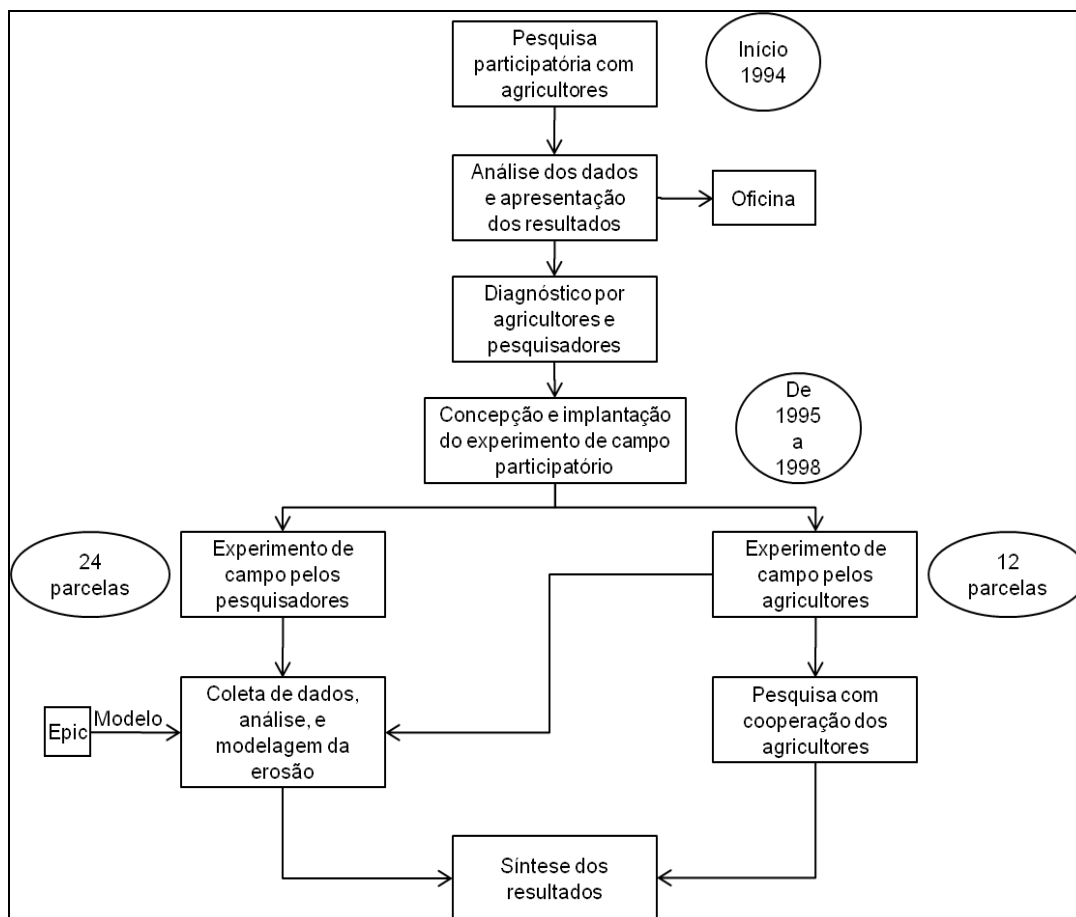 Pesquisa
participatória com
agricultores
Início
1994
Análise dos dados
e apresentação
dos resultados
Oficina
Diagnóstico por
agricultores e
pesquisadores
Concepção e implantação
do experimento de campo
participatório
De
1995
a
1998
24
parcelas
Experimento de
campo pelos
pesquisadores
Experimento de
campo pelos
agricultores
12
parcelas
Epic
Modelo
Coleta de dados,
análise, e
modelagem da
erosão
Pesquisa com
cooperação dos
agricultores
Síntese dos
resultados